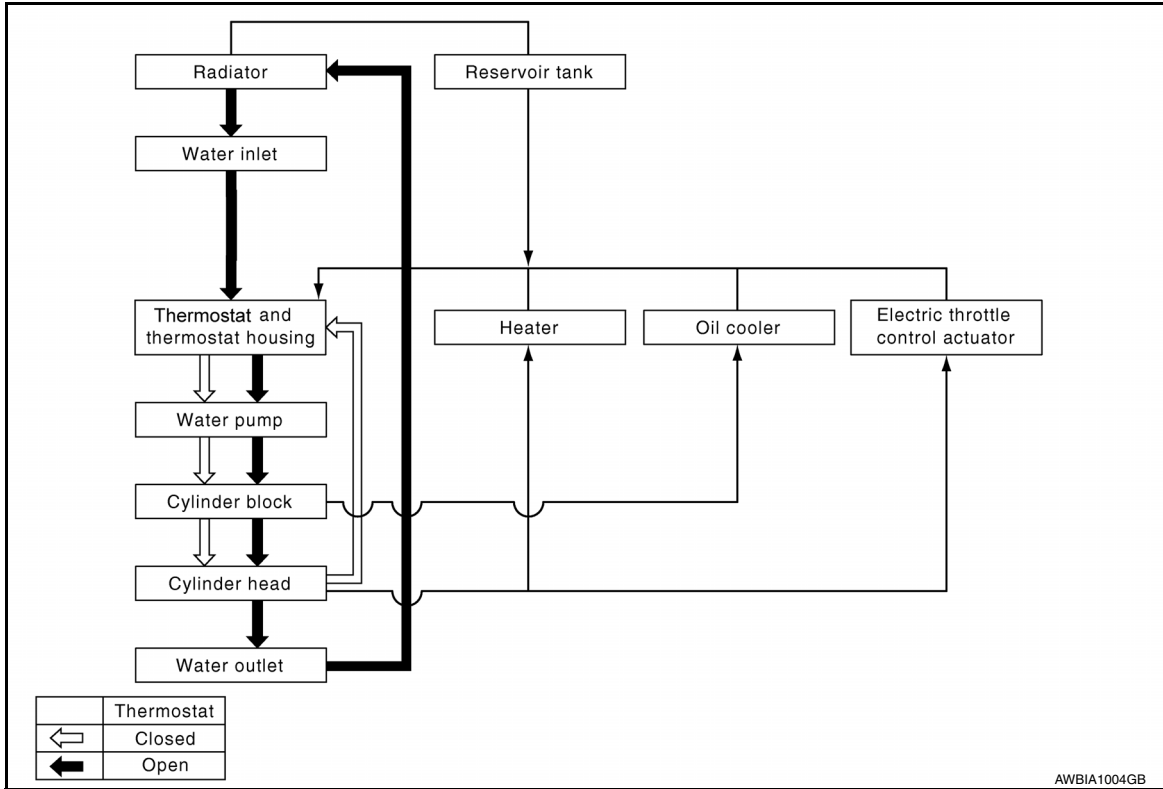 Radiator
Reservoir tank
Water inlet
Thermostat and
thermostat housing
Heater
Oil cooler
Electric throttle
control actuator
Water pump
Cylinder block
Cylinder head
Water outlet
Thermostat
Closed
Open
AWBIA1004GB